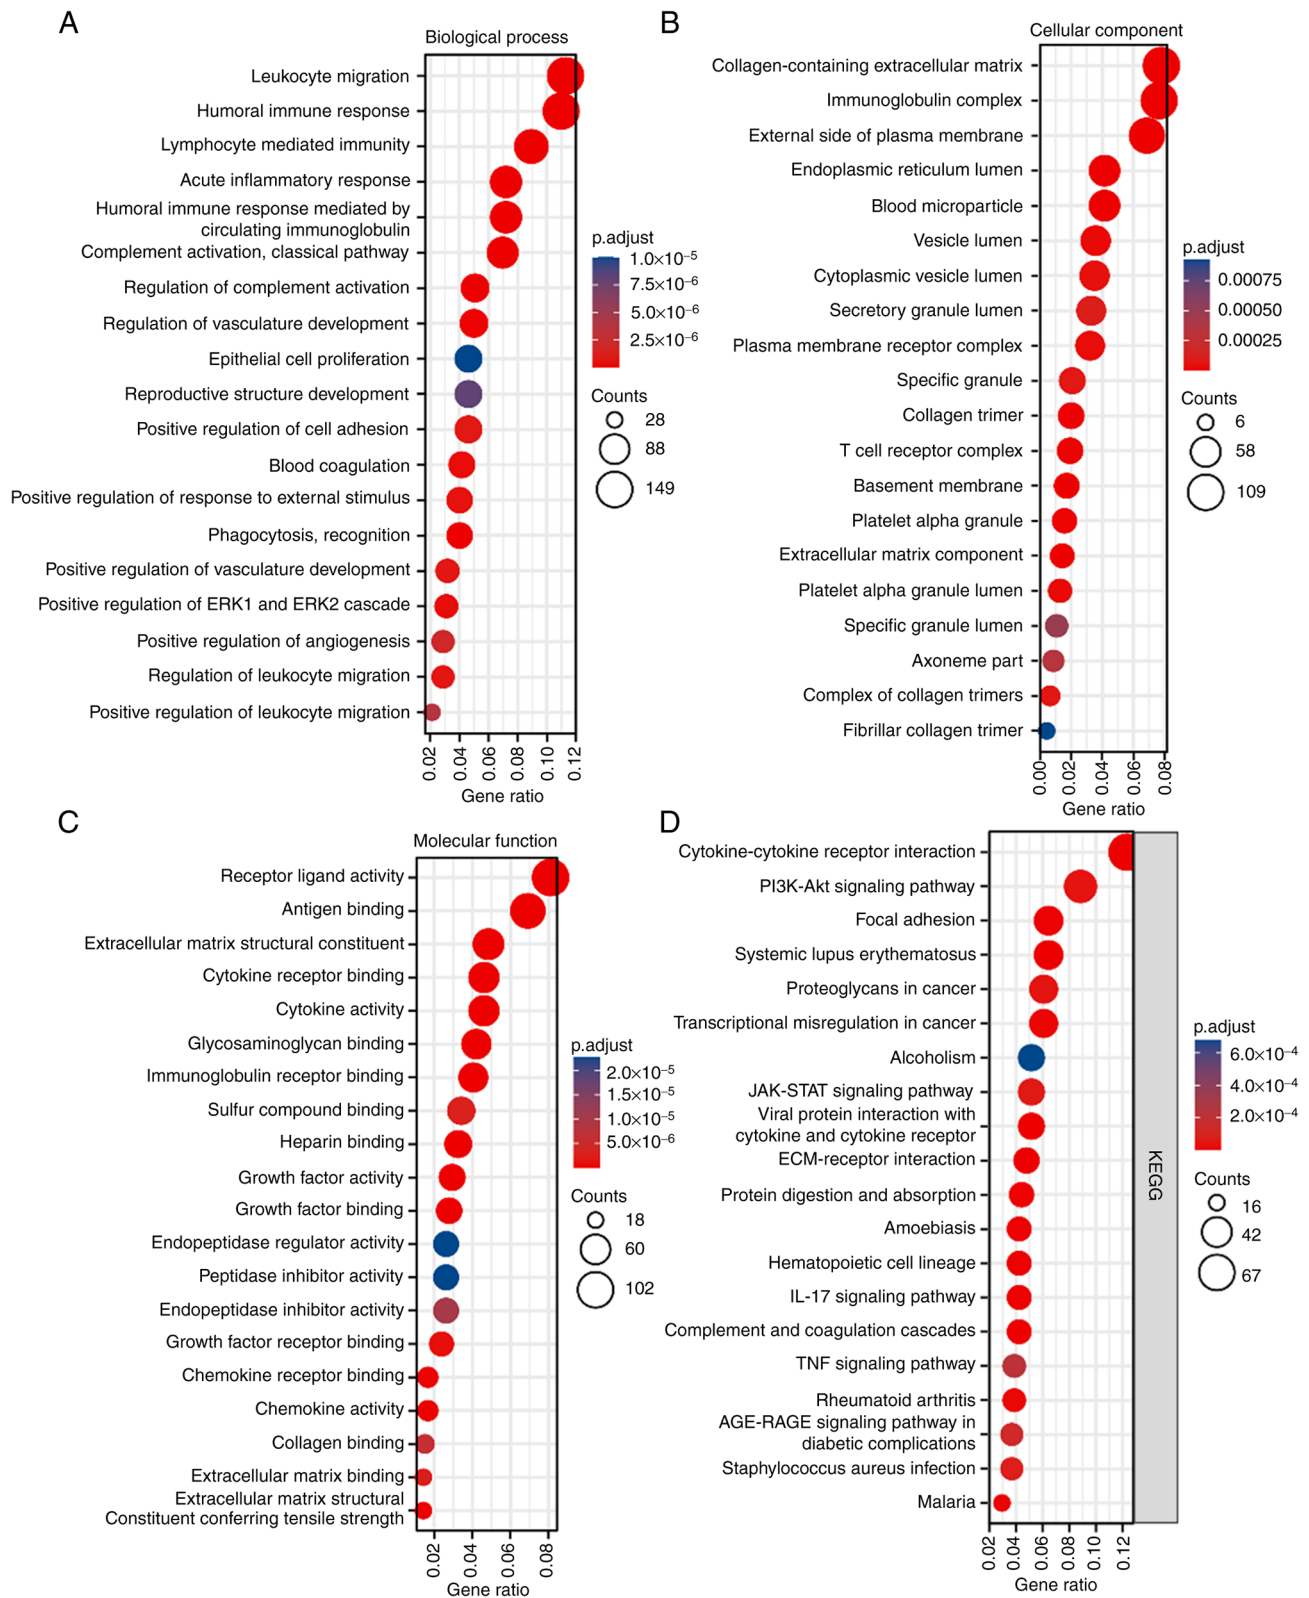 A
Biological process
Leukocyte migration
Humoral immune response
Lymphocyte mediated immunity
Acute inflammatory response
Humoral immune response mediated by
circulating immunoglobulin
Complement activation, classical pathway
Regulation of complement activation
Regulation of vasculature development
Epithelial cell proliferation
Reproductive structure development
Positive regulation of cell adhesion
Blood coagulation
Positive regulation of response to external stimulus
Phagocytosis, recognition
Positive regulation of vasculature development
Positive regulation of ERK1 and ERK2 cascade
Positive regulation of angiogenesis
Regulation of leukocyte migration
Positive regulation of leukocyte migration
0.02 0.04 0.06 0.08 0.10 0.12
Gene ratio
p.adjust
1.0×10⁻⁵
7.5×10⁻⁶
5.0×10⁻⁶
2.5×10⁻⁶
Counts
28
88
149
B
Cellular component
Collagen-containing extracellular matrix
Immunoglobulin complex
External side of plasma membrane
Endoplasmic reticulum lumen
Blood microparticle
Vesicle lumen
Cytoplasmic vesicle lumen
Secretory granule lumen
Plasma membrane receptor complex
Specific granule
Collagen trimer
T cell receptor complex
Basement membrane
Platelet alpha granule
Extracellular matrix component
Platelet alpha granule lumen
Specific granule lumen
Axoneme part
Complex of collagen trimers
Fibrillar collagen trimer
0.00 0.02 0.04 0.06 0.08
Gene ratio
p.adjust
0.00075
0.00050
0.00025
Counts
6
58
109
C
Molecular function
Receptor ligand activity
Antigen binding
Extracellular matrix structural constituent
Cytokine receptor binding
Cytokine activity
Glycosaminoglycan binding
Immunoglobulin receptor binding
Sulfur compound binding
Heparin binding
Growth factor activity
Growth factor binding
Endopeptidase regulator activity
Peptidase inhibitor activity
Endopeptidase inhibitor activity
Growth factor receptor binding
Chemokine receptor binding
Chemokine activity
Collagen binding
Extracellular matrix binding
Extracellular matrix structural
Constituent conferring tensile strength
0.02 0.04 0.06 0.08
Gene ratio
p.adjust
2.0×10⁻⁵
1.5×10⁻⁵
1.0×10⁻⁵
5.0×10⁻⁶
Counts
18
60
102
D
Cytokine-cytokine receptor interaction
PI3K-Akt signaling pathway
Focal adhesion
Systemic lupus erythematosus
Proteoglycans in cancer
Transcriptional misregulation in cancer
Alcoholism
JAK-STAT signaling pathway
Viral protein interaction with
cytokine and cytokine receptor
ECM-receptor interaction
Protein digestion and absorption
Amoebiasis
Hematopoietic cell lineage
IL-17 signaling pathway
Complement and coagulation cascades
TNF signaling pathway
Rheumatoid arthritis
AGE-RAGE signaling pathway in
diabetic complications
Staphylococcus aureus infection
Malaria
0.02 0.04 0.06 0.08 0.10 0.12
Gene ratio
KEGG
p.adjust
6.0×10⁻⁴
4.0×10⁻⁴
2.0×10⁻⁴
Counts
16
42
67